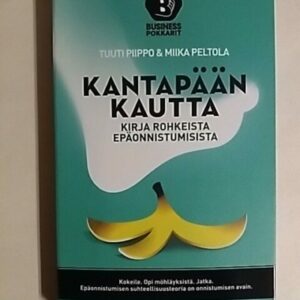 B
BUSINESS
POKKARIT
TUUTI PIIPPO & MIIKA PELTOLA
KANTAPÄÄN
KAUTTA
KIRJA ROHKEISTA
EPÄONNISTUMISISTA
Kokeile. Opi möhläyksistä. Jatka.
Epäonnistumisen suhteellisuusteoria on onnistumisen avain.